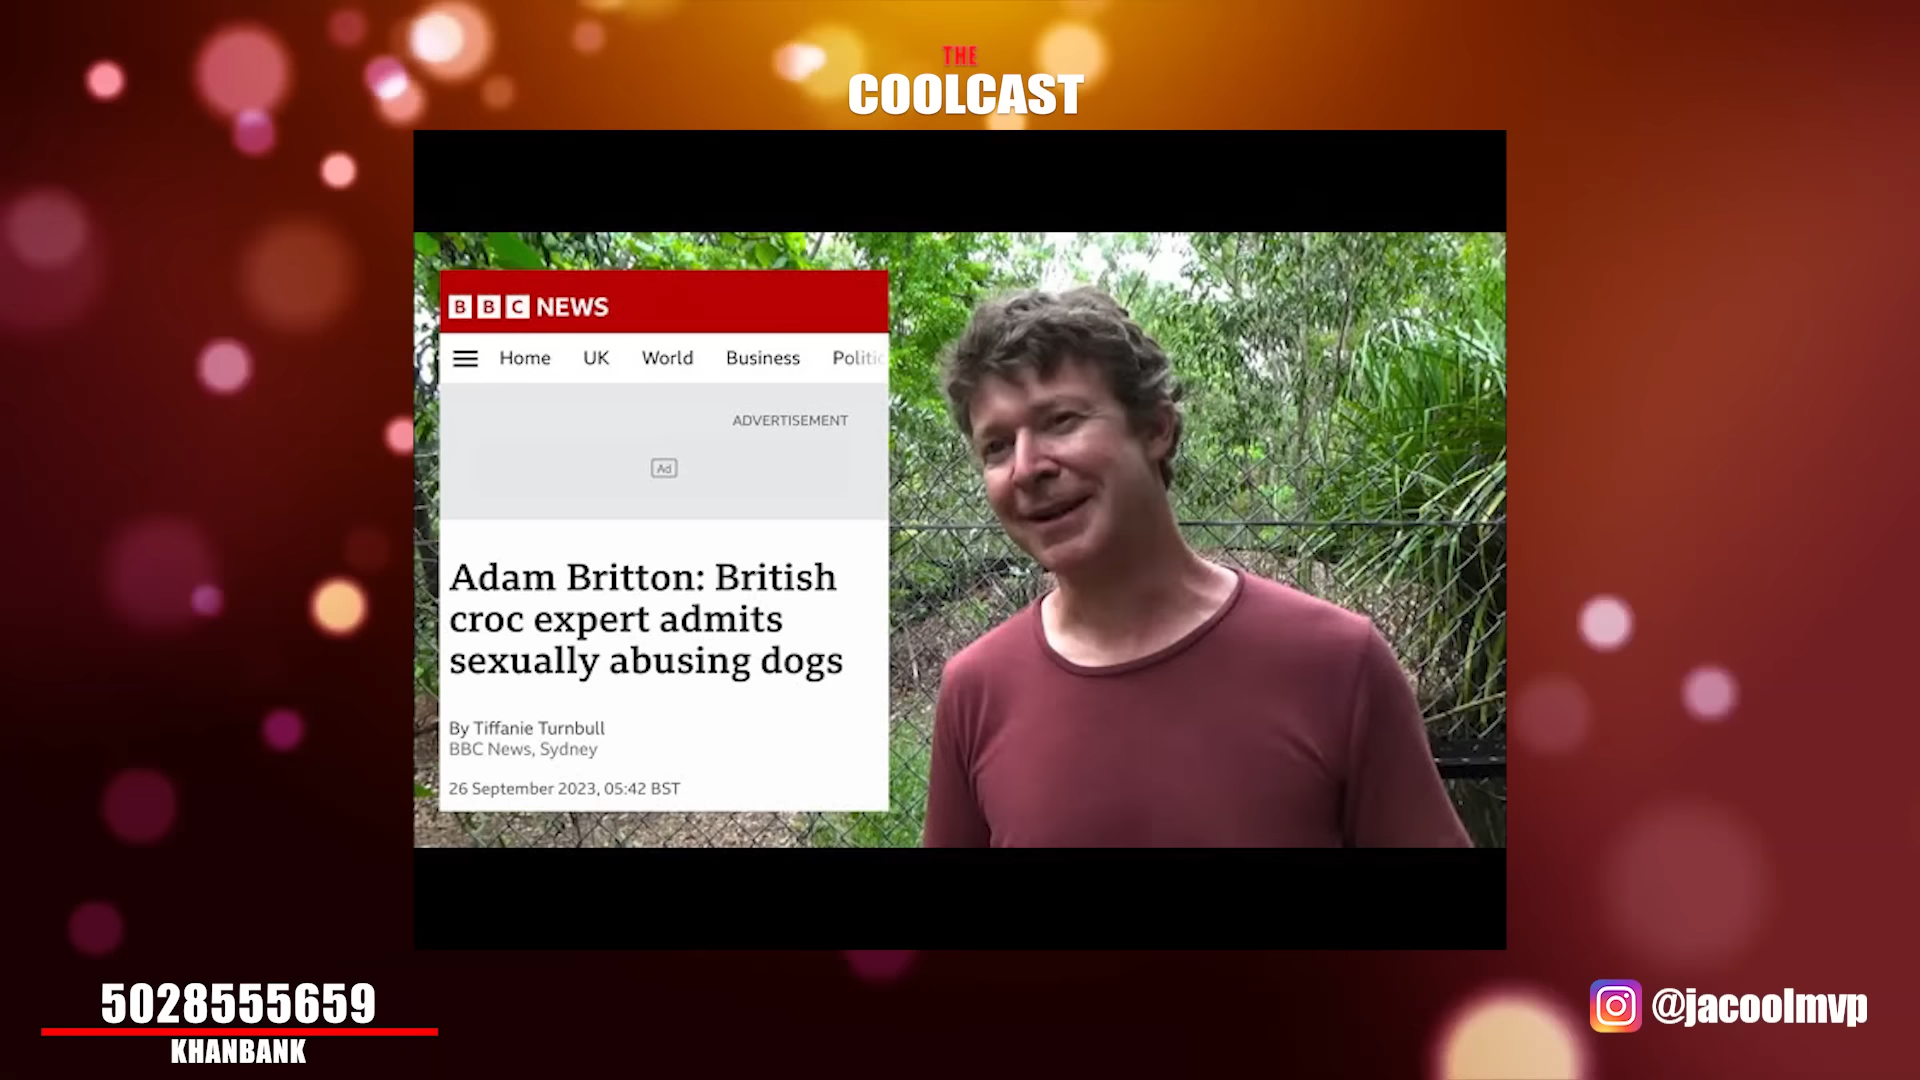 THE
COOLCAST
BBC NEWS
Home UK World Business Politic
ADVERTISEMENT
Ad
Adam Britton: British
croc expert admits
sexually abusing dogs
By Tiffanie Turnbull
BBC News, Sydney
26 September 2023, 05:42 BST
5028555659
KHANBANK
@jacoolmvp